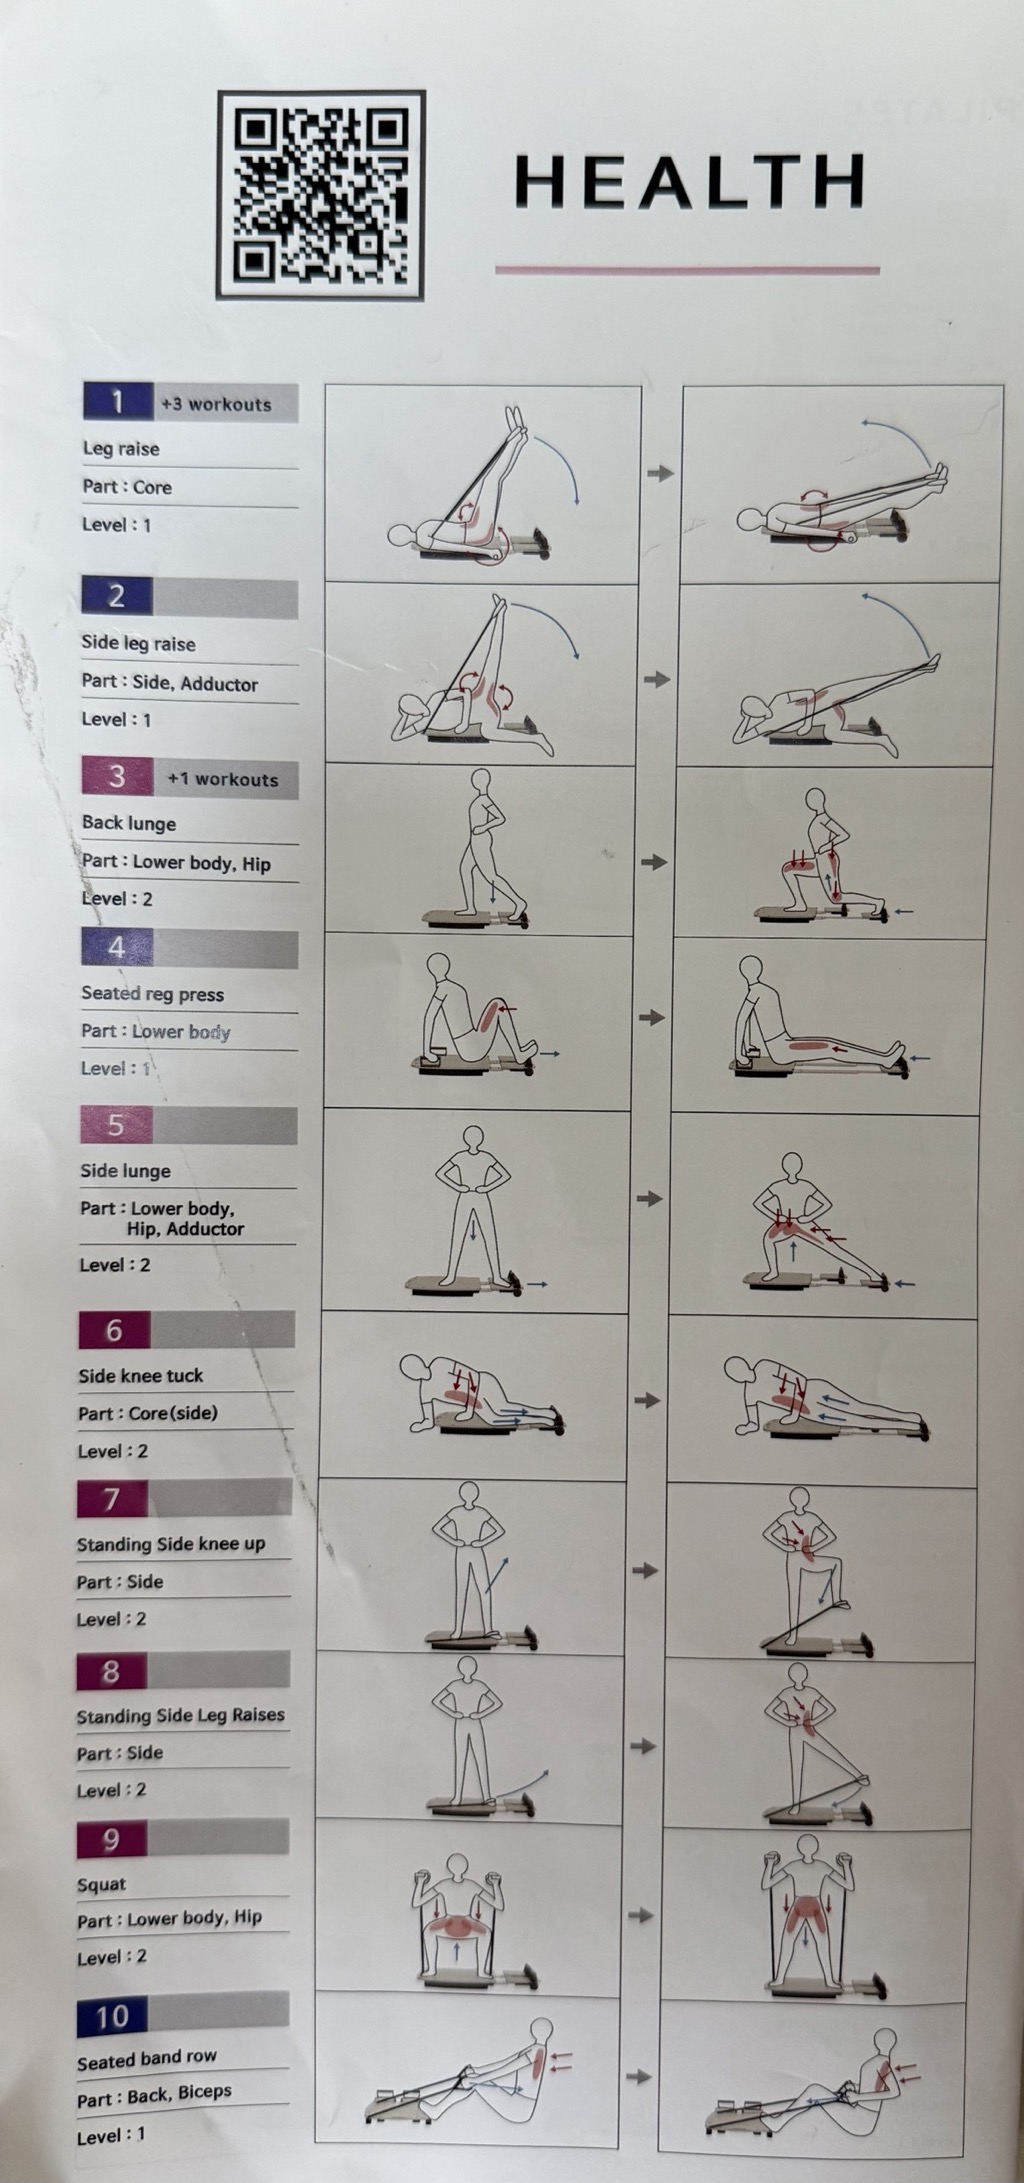 HEALTH
1 +3 workouts
Leg raise
Part : Core
Level : 1
2
Side leg raise
Part : Side, Adductor
Level : 1
3 +1 workouts
Back lunge
Part : Lower body, Hip
Level : 2
4
Seated reg press
Part : Lower body
Level : 1
5
Side lunge
Part : Lower body,
Hip, Adductor
Level : 2
6
Side knee tuck
Part : Core(side)
Level : 2
7
Standing Side knee up
Part : Side
Level : 2
8
Standing Side Leg Raises
Part : Side
Level : 2
9
Squat
Part : Lower body, Hip
Level : 2
10
Seated band row
Part : Back, Biceps
Level : 1